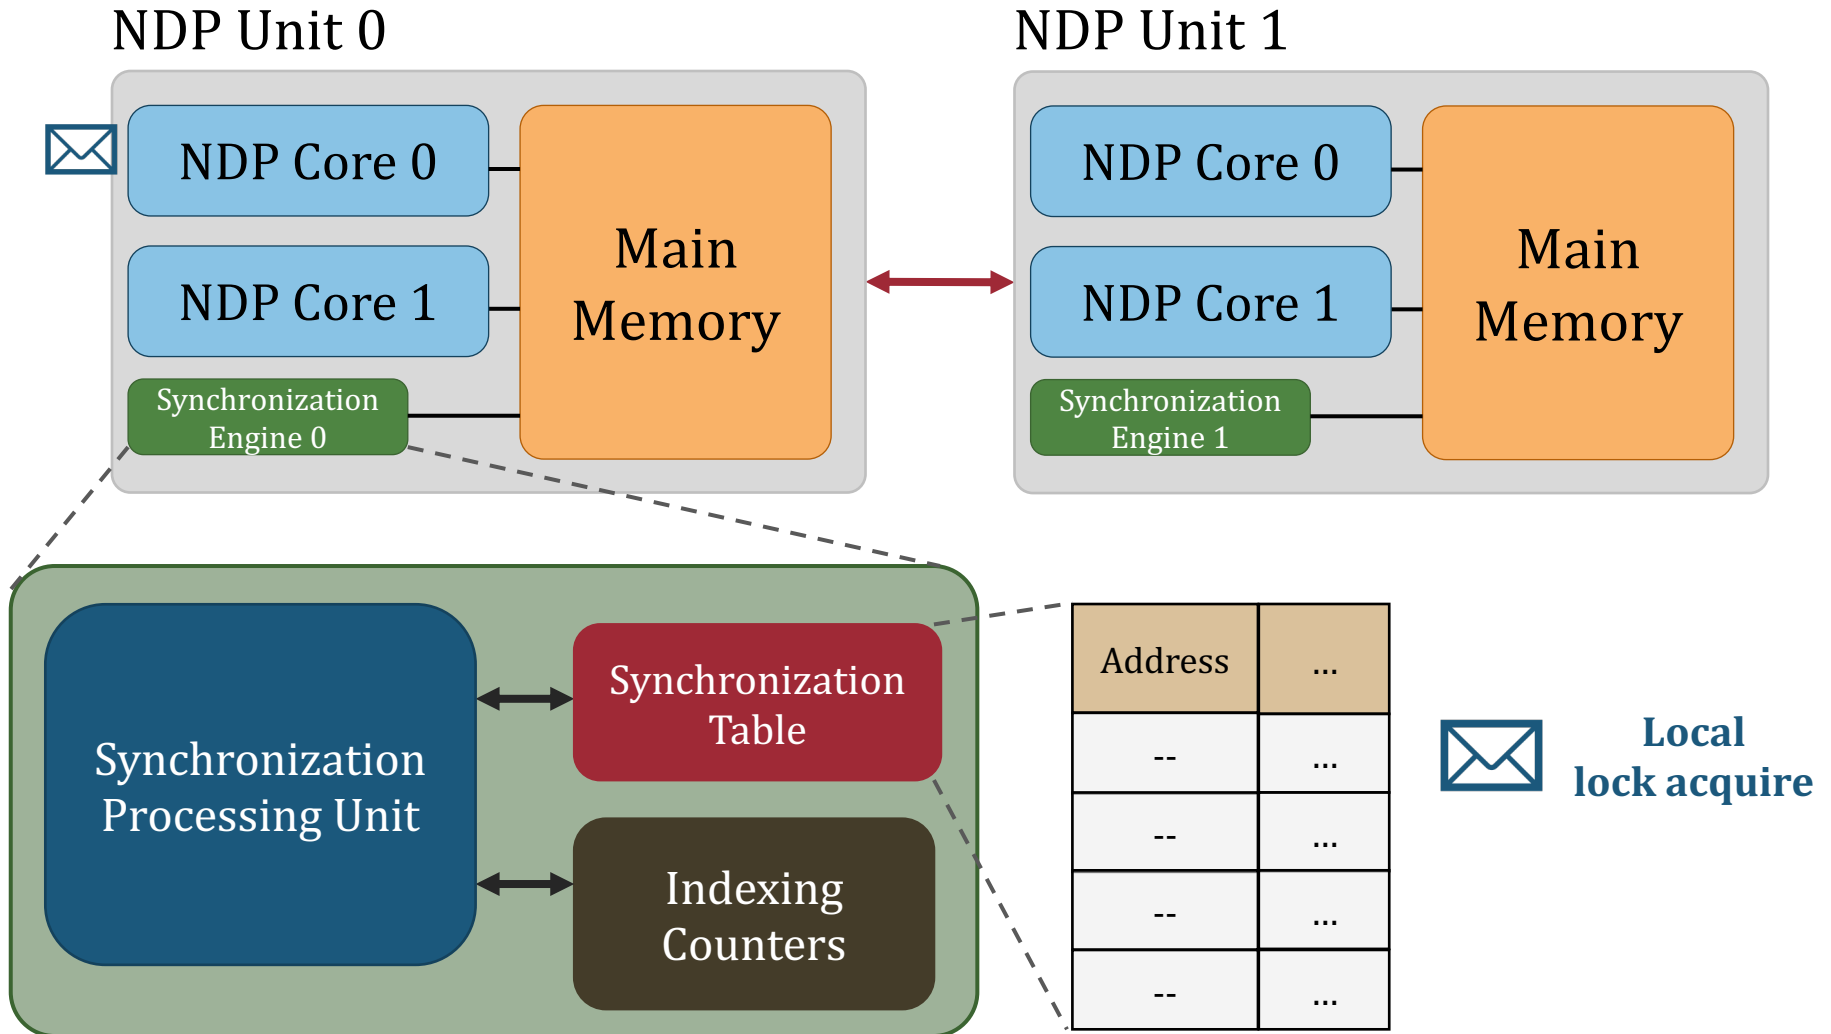 NDP Unit 0
NDP Unit 1
NDP Core 0
NDP Core 1
Synchronization
Engine 0
Main
Memory
NDP Core 0
NDP Core 1
Synchronization
Engine 1
Main
Memory
Synchronization
Processing Unit
Synchronization
Table
Indexing
Counters
Address ...
-- ...
-- ...
-- ...
-- ...
Local
lock acquire